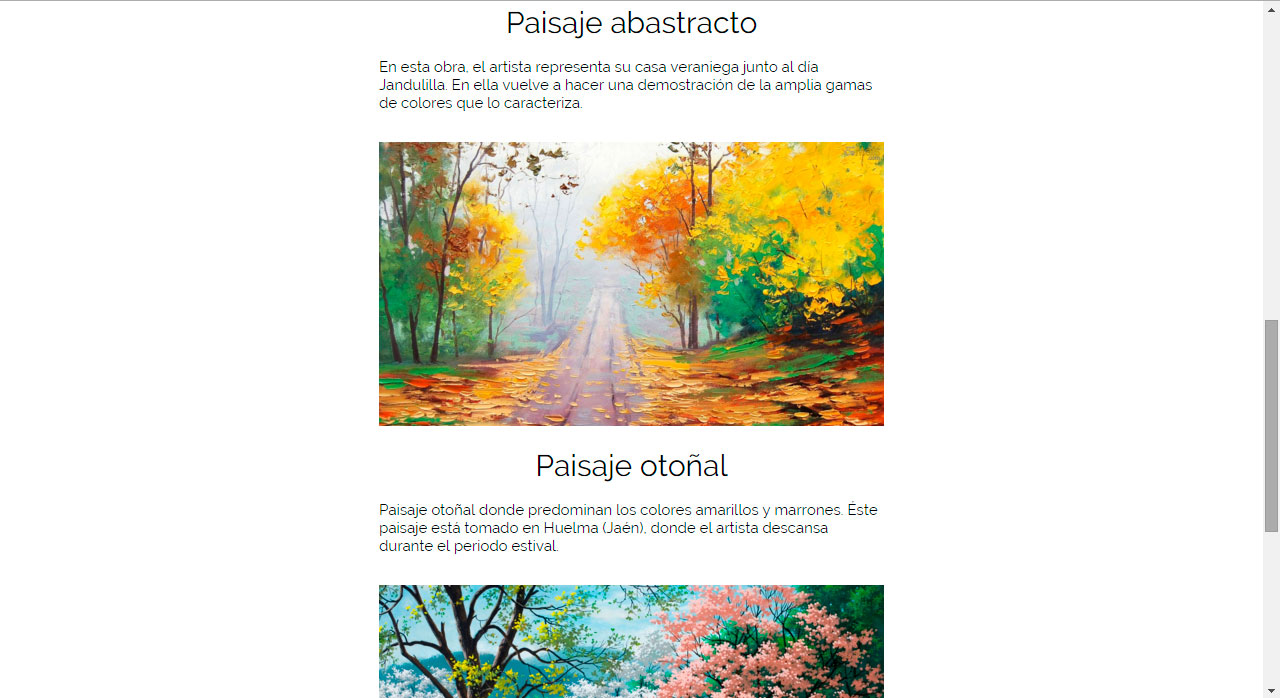 Paisaje abastracto
En esta obra, el artista representa su casa veraniega junto al día
Jandulilla. En ella vuelve a hacer una demostración de la amplia gamas
de colores que lo caracteriza.
Paisaje otoñal
Paisaje otoñal donde predominan los colores amarillos y marrones. Éste
paisaje está tomado en Huelma (Jaén), donde el artista descansa
durante el periodo estival.